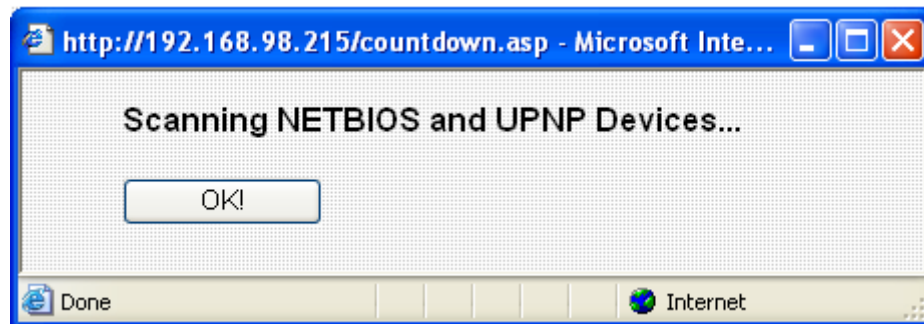 http://192.168.98.215/countdown.asp - Microsoft Inte...
Scanning NETBIOS and UPNP Devices...
OK!
Done
Internet